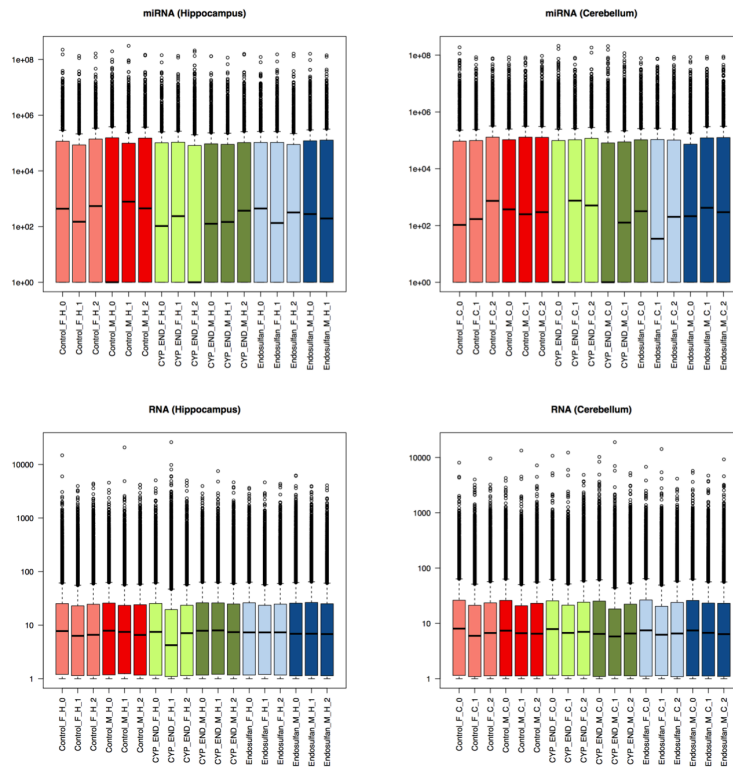 miRNA (Hippocampus)
1e+08
1e+06
1e+04
1e+02
1e+00
Control_F_H_0
Control_F_H_1
Control_F_H_2
Control_M_H_0
Control_M_H_1
Control_M_H_2
CYP_END_F_H_0
CYP_END_F_H_1
CYP_END_F_H_2
CYP_END_M_H_0
CYP_END_M_H_1
CYP_END_M_H_2
Endosulfan_F_H_0
Endosulfan_F_H_1
Endosulfan_F_H_2
Endosulfan_M_H_0
Endosulfan_M_H_1
miRNA (Cerebellum)
1e+08
1e+06
1e+04
1e+02
1e+00
Control_F_C_0
Control_F_C_1
Control_F_C_2
Control_M_C_0
Control_M_C_1
Control_M_C_2
CYP_END_F_C_0
CYP_END_F_C_1
CYP_END_F_C_2
CYP_END_M_C_0
CYP_END_M_C_1
Endosulfan_F_C_0
Endosulfan_F_C_1
Endosulfan_F_C_2
Endosulfan_M_C_0
Endosulfan_M_C_1
Endosulfan_M_C_2
RNA (Hippocampus)
10000
1000
100
10
1
Control_F_H_0
Control_F_H_1
Control_F_H_2
Control_M_H_0
Control_M_H_1
Control_M_H_2
CYP_END_F_H_0
CYP_END_F_H_1
CYP_END_F_H_2
CYP_END_M_H_0
CYP_END_M_H_1
CYP_END_M_H_2
Endosulfan_F_H_0
Endosulfan_F_H_1
Endosulfan_F_H_2
Endosulfan_M_H_0
Endosulfan_M_H_1
Endosulfan_M_H_2
RNA (Cerebellum)
10000
1000
100
10
1
Control_F_C_0
Control_F_C_1
Control_F_C_2
Control_M_C_0
Control_M_C_1
Control_M_C_2
CYP_END_F_C_0
CYP_END_F_C_1
CYP_END_F_C_2
CYP_END_M_C_0
CYP_END_M_C_1
CYP_END_M_C_2
Endosulfan_F_C_0
Endosulfan_F_C_1
Endosulfan_F_C_2
Endosulfan_M_C_0
Endosulfan_M_C_1
Endosulfan_M_C_2